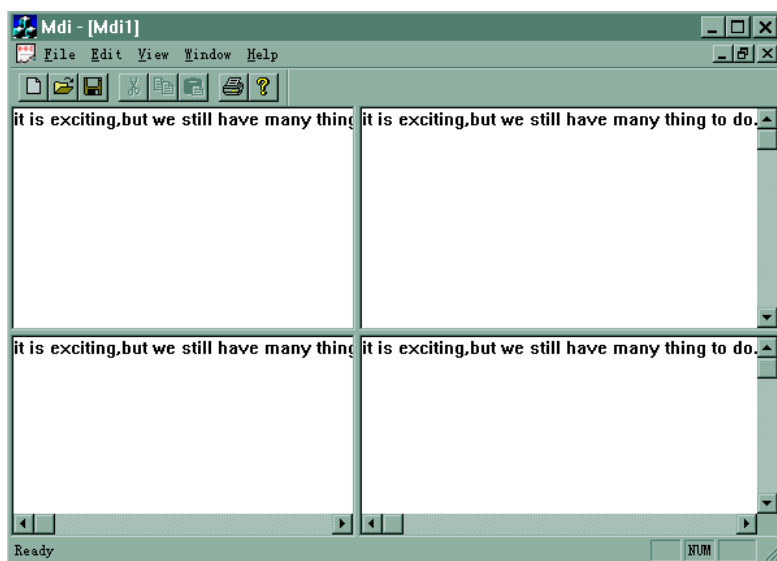 Mdi - [Mdi1]
File Edit View Window Help
it is exciting,but we still have many thing
it is exciting,but we still have many thing to do.
it is exciting,but we still have many thing
it is exciting,but we still have many thing to do.
Ready
NUM